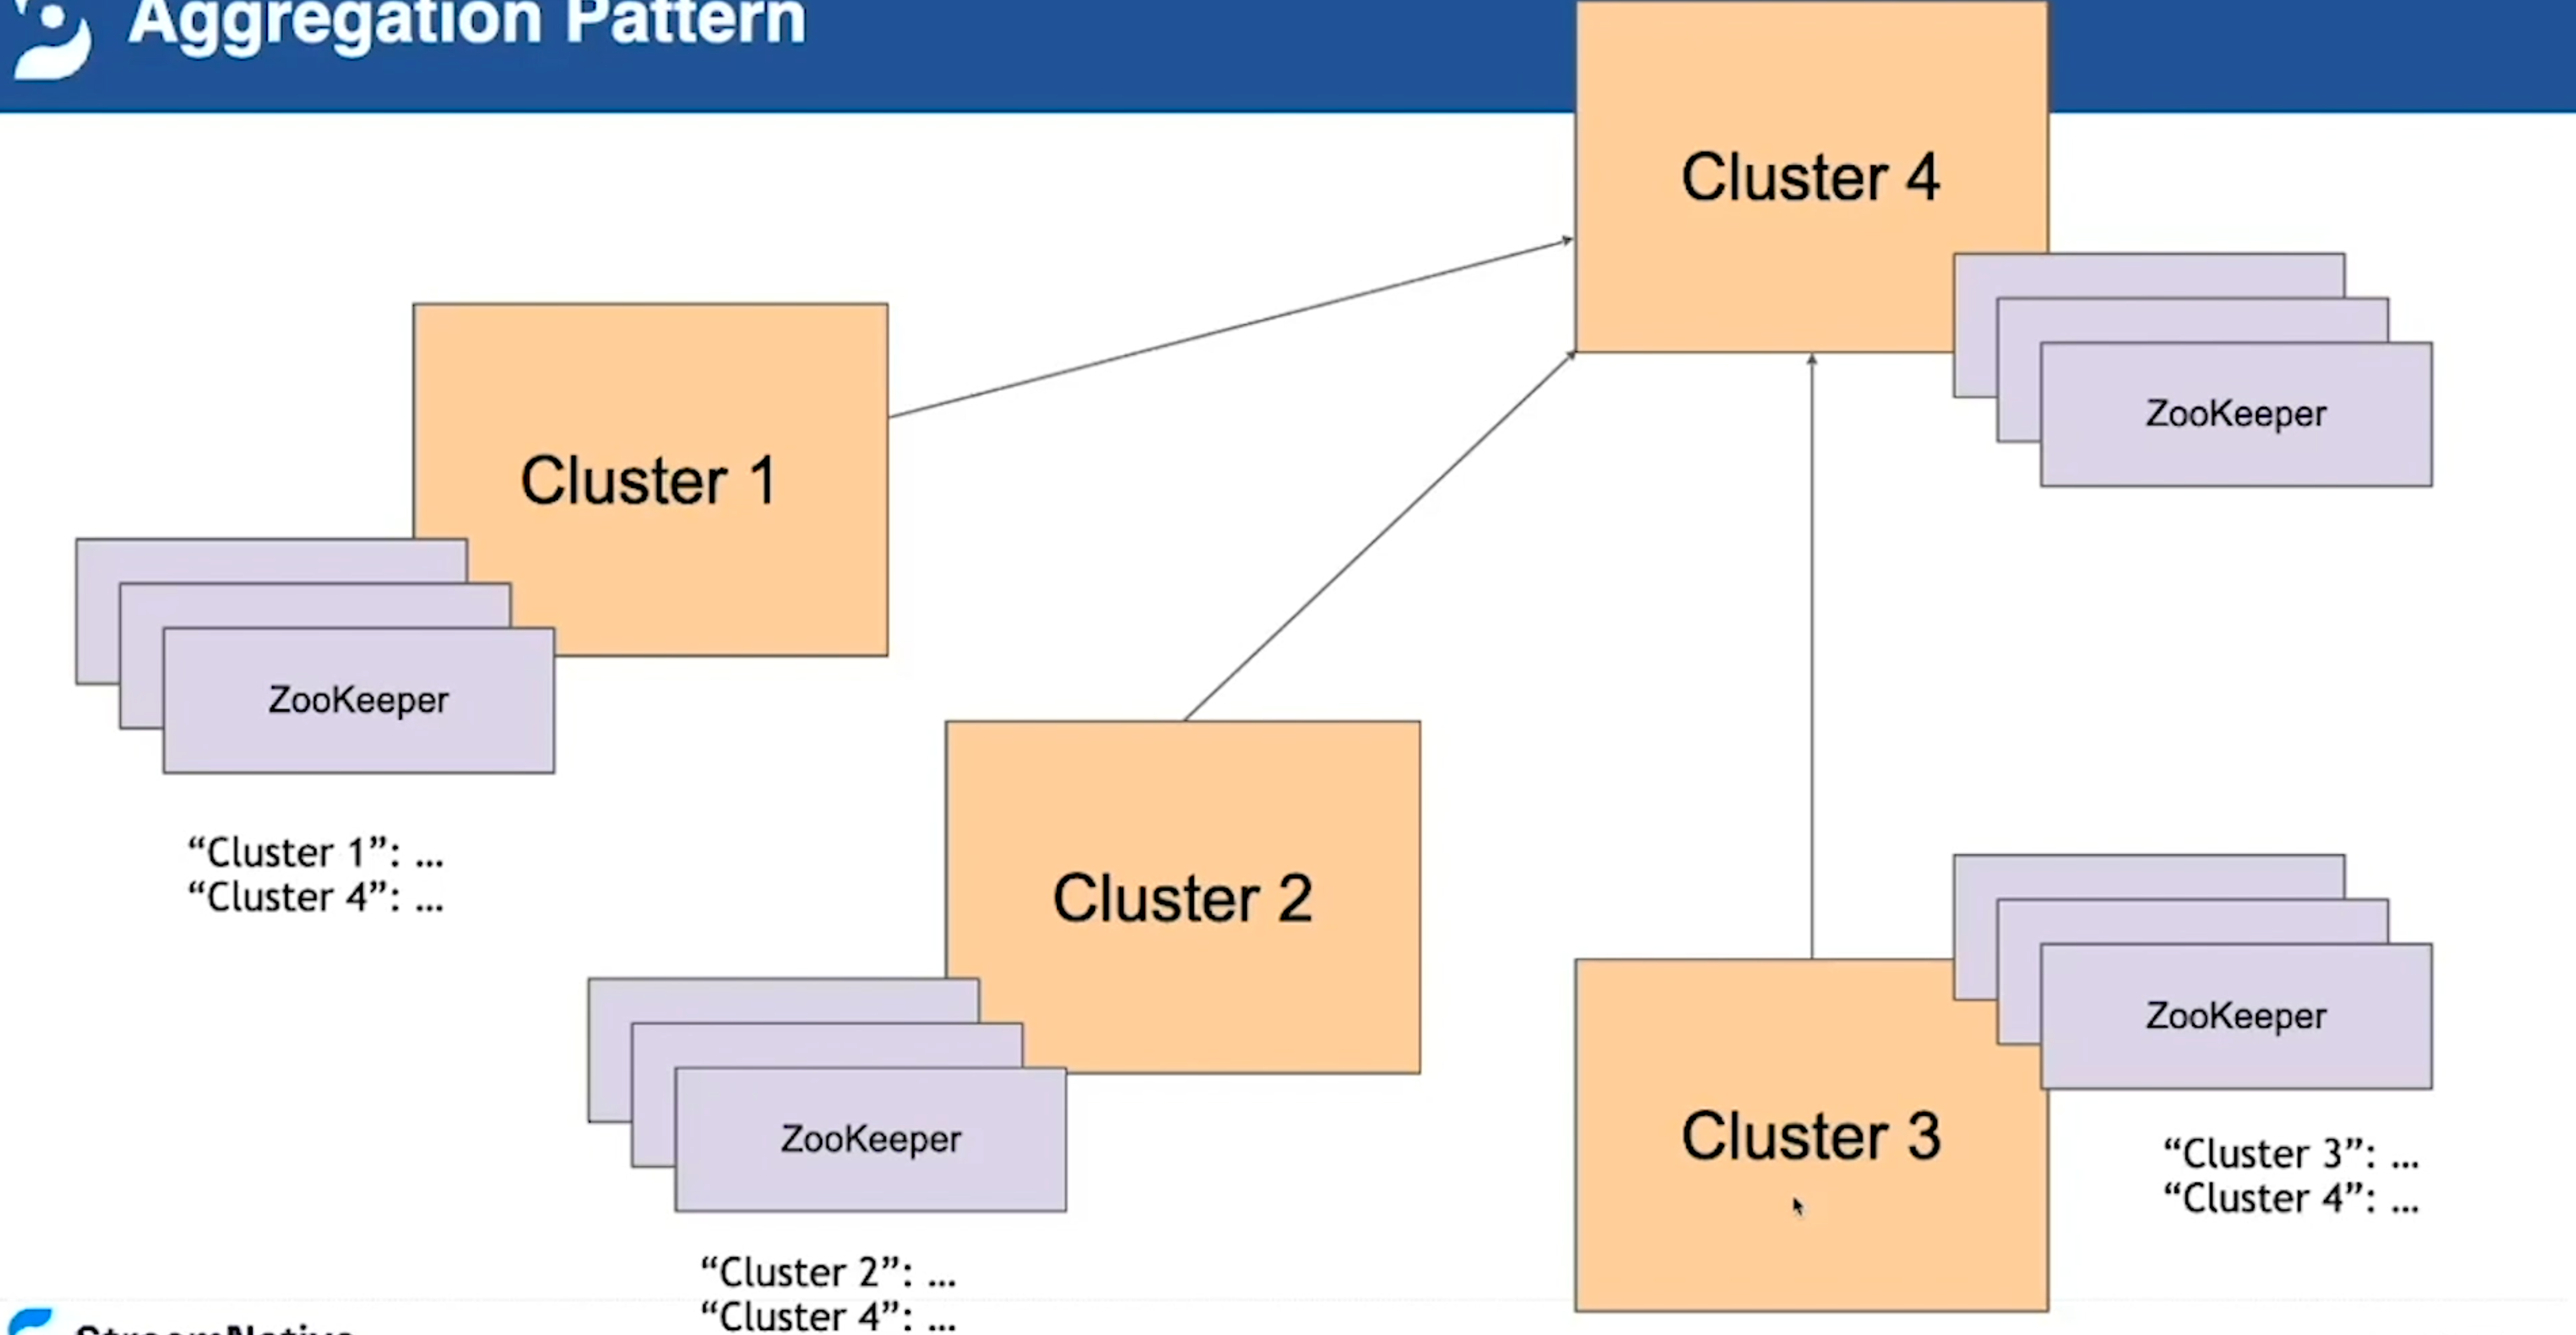 Aggregation Pattern
Cluster 4
ZooKeeper
Cluster 1
ZooKeeper
“Cluster 1”: ...
“Cluster 4”: ...
Cluster 2
ZooKeeper
“Cluster 2”: ...
“Cluster 4”: ...
ZooKeeper
Cluster 3
“Cluster 3”: ...
“Cluster 4”: ...
StreamNative